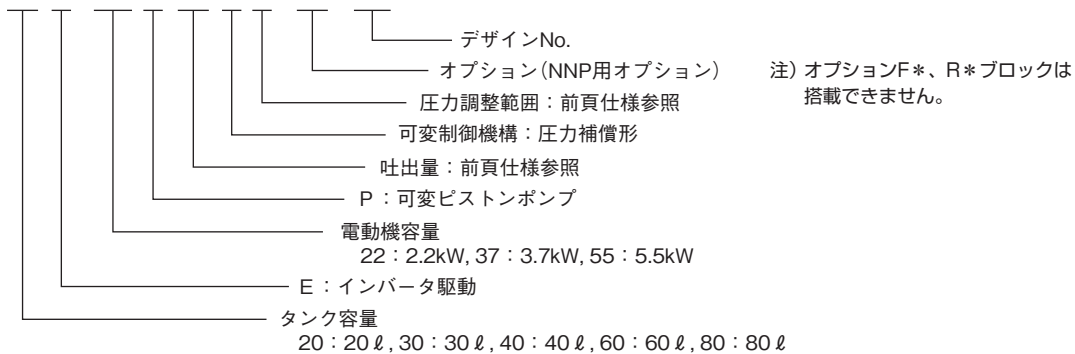 デザインNo.
オプション（NNP用オプション）
注）オプションF＊、R＊ブロックは
搭載できません。
圧力調整範囲：前頁仕様参照
可変制御機構：圧力補償形
吐出量：前頁仕様参照
P：可変ピストンポンプ
電動機容量
22：2.2kW, 37：3.7kW, 55：5.5kW
E：インバータ駆動
タンク容量
20：20ℓ, 30：30ℓ, 40：40ℓ, 60：60ℓ, 80：80ℓ